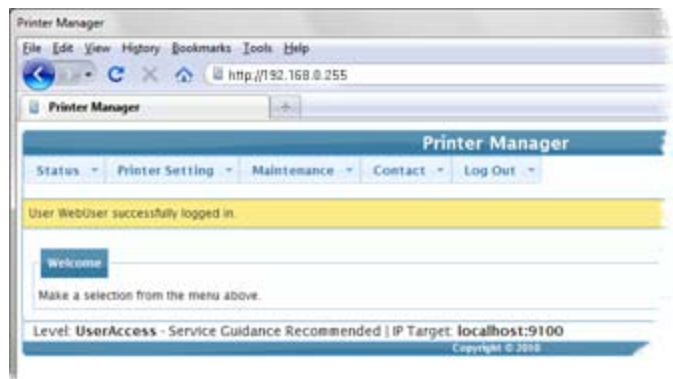 Printer Manager
File Edit View History Bookmarks Tools Help
http://192.168.0.255
Printer Manager
Printer Manager
Status Printer Setting Maintenance Contact Log Out
User WebUser successfully logged in.
Welcome
Make a selection from the menu above.
Level: UserAccess - Service Guidance Recommended | IP Target: localhost:9100
Copyright © 2010